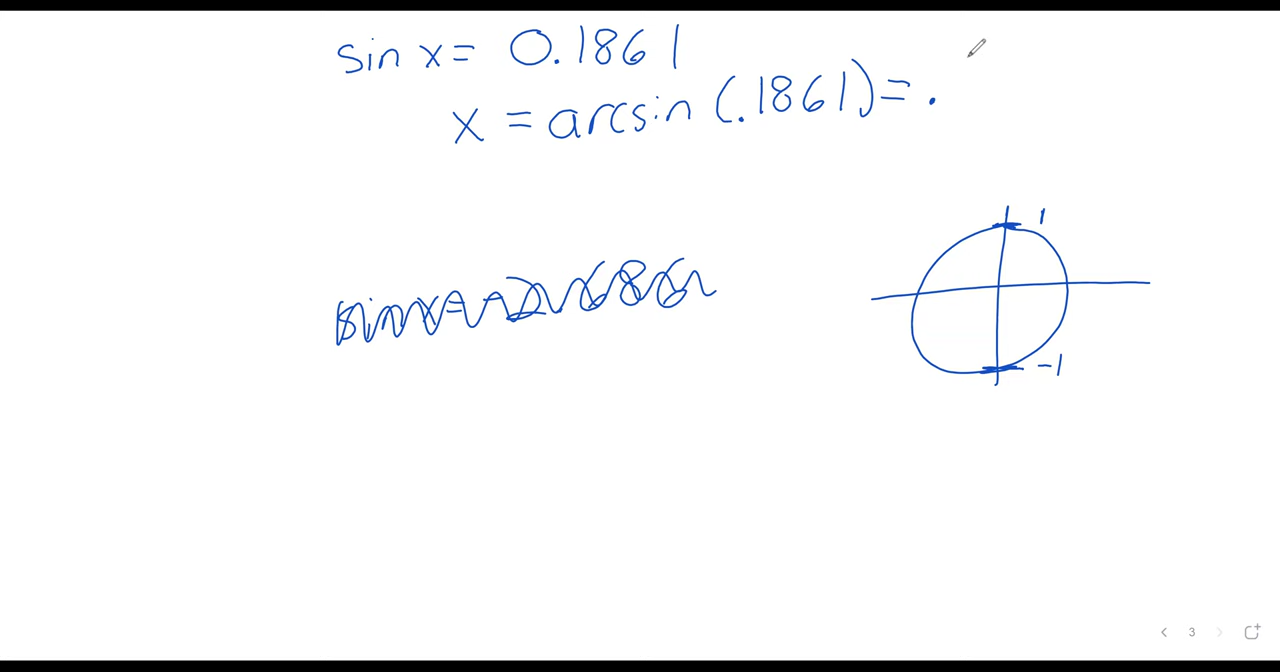 sin x = 0.1861
x = arcsin (.1861) = .
1
-1
3